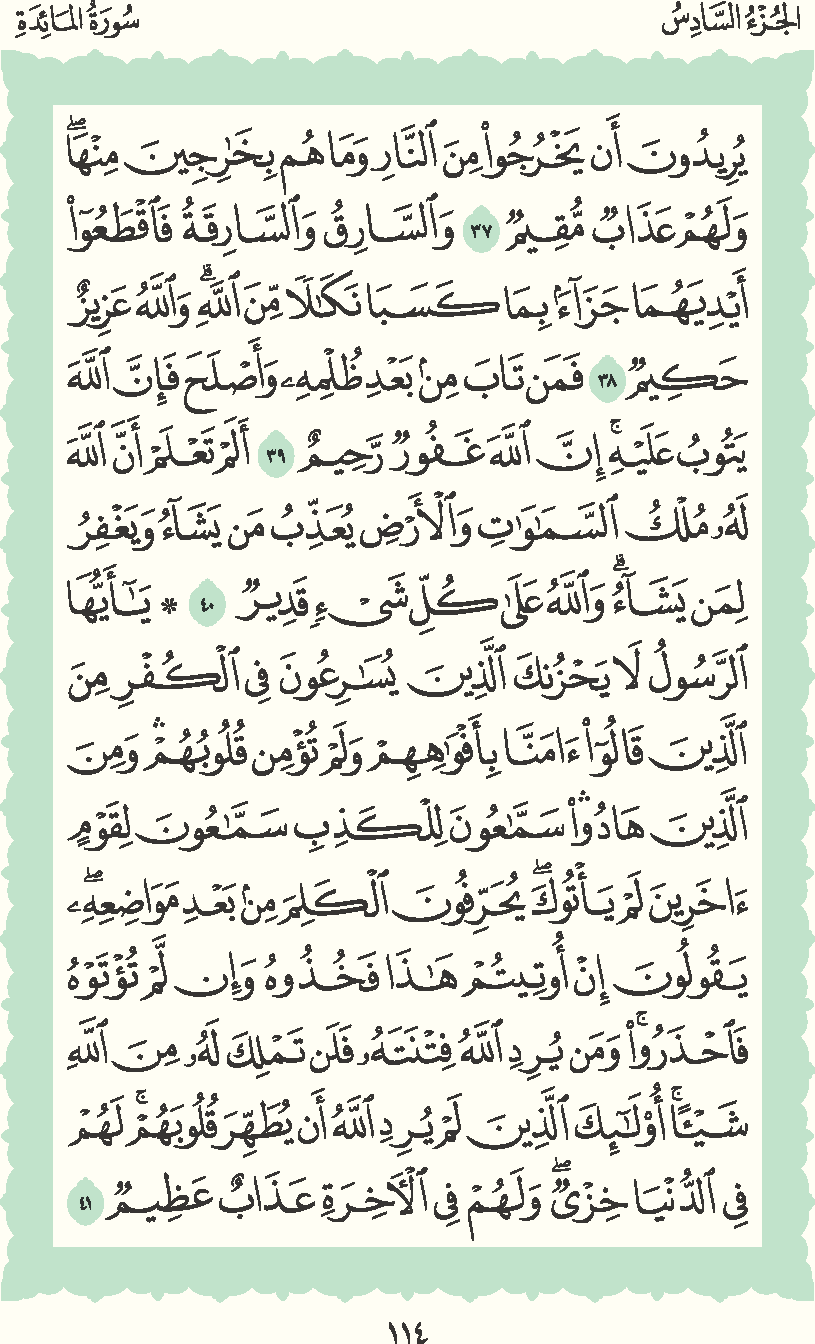 الجُزْءُ السَّادِسُ سُورَةُ المَائِدَةِ
يُرِيدُونَ أَن يَخْرُجُوا۟ مِنَ ٱلنَّارِ وَمَا هُم بِخَـٰرِجِينَ مِنْهَا ۖ
وَلَهُمْ عَذَابٌ مُّقِيمٌ ٣٧ وَٱلسَّارِقُ وَٱلسَّارِقَةُ فَٱقْطَعُوٓا۟
أَيْدِيَهُمَا جَزَآءًۢ بِمَا كَسَبَا نَكَـٰلًا مِّنَ ٱللَّهِ ۗ وَٱللَّهُ عَزِيزٌ
حَكِيمٌ ٣٨ فَمَن تَابَ مِنۢ بَعْدِ ظُلْمِهِۦ وَأَصْلَحَ فَإِنَّ ٱللَّهَ
يَتُوبُ عَلَيْهِ ۗ إِنَّ ٱللَّهَ غَفُورٌ رَّحِيمٌ ٣٩ أَلَمْ تَعْلَمْ أَنَّ ٱللَّهَ
لَهُۥ مُلْكُ ٱلسَّمَـٰوَٰتِ وَٱلْأَرْضِ يُعَذِّبُ مَن يَشَآءُ وَيَغْفِرُ
لِمَن يَشَآءُ ۗ وَٱللَّهُ عَلَىٰ كُلِّ شَىْءٍ قَدِيرٌ ٤٠ * يَـٰٓأَيُّهَا
ٱلرَّسُولُ لَا يَحْزُنكَ ٱلَّذِينَ يُسَـٰرِعُونَ فِى ٱلْكُفْرِ مِنَ
ٱلَّذِينَ قَالُوٓا۟ ءَامَنَّا بِأَفْوَٰهِهِمْ وَلَمْ تُؤْمِن قُلُوبُهُمْ ۛ وَمِنَ
ٱلَّذِينَ هَادُوا۟ ۛ سَمَّـٰعُونَ لِلْكَذِبِ سَمَّـٰعُونَ لِقَوْمٍ
ءَاخَرِينَ لَمْ يَأْتُوكَ ۖ يُحَرِّفُونَ ٱلْكَلِمَ مِنۢ بَعْدِ مَوَاضِعِهِۦ ۖ
يَقُولُونَ إِنْ أُوتِيتُمْ هَـٰذَا فَخُذُوهُ وَإِن لَّمْ تُؤْتَوْهُ
فَٱحْذَرُوا۟ ۚ وَمَن يُرِدِ ٱللَّهُ فِتْنَتَهُۥ فَلَن تَمْلِكَ لَهُۥ مِنَ ٱللَّهِ
شَيْـًٔا ۚ أُو۟لَـٰٓئِكَ ٱلَّذِينَ لَمْ يُرِدِ ٱللَّهُ أَن يُطَهِّرَ قُلُوبَهُمْ ۚ لَهُمْ
فِى ٱلدُّنْيَا خِزْىٌ ۖ وَلَهُمْ فِى ٱلْـَٔاخِرَةِ عَذَابٌ عَظِيمٌ ٤١
١١٤